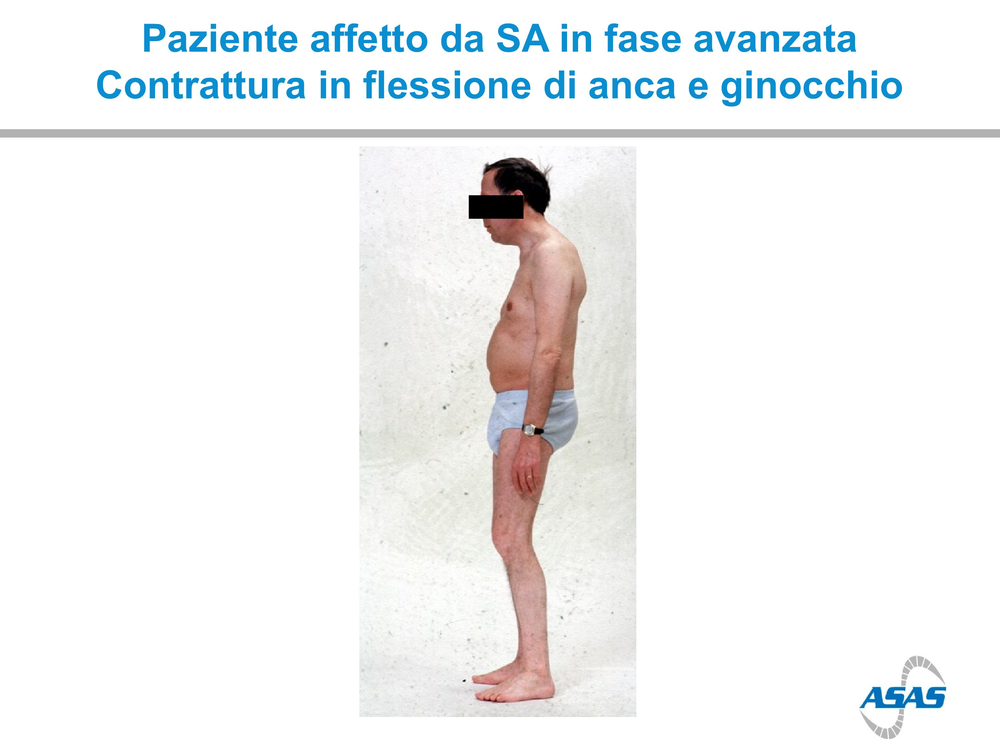 Paziente affetto da SA in fase avanzata
Contrattura in flessione di anca e ginocchio
ASAS